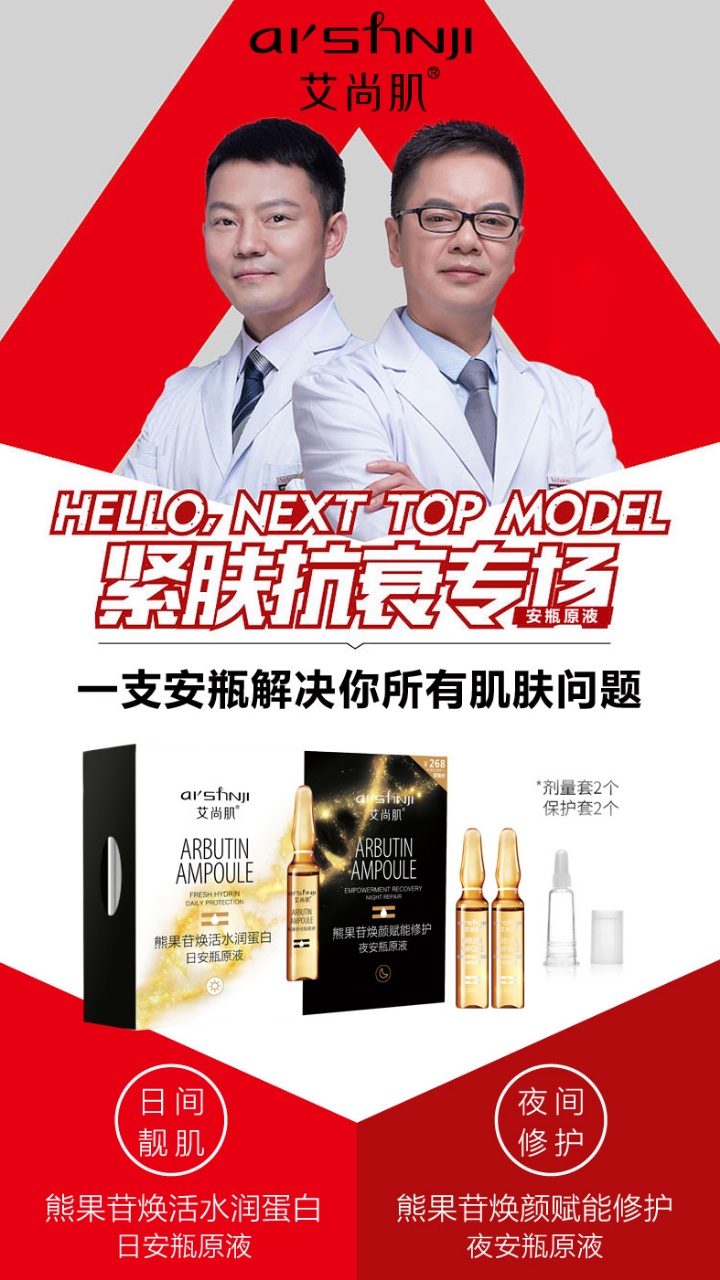 ai'shNJI
艾尚肌®
HELLO, NEXT TOP MODEL
紧肤抗衰专场
安瓶原液
一支安瓶解决你所有肌肤问题
ai'shNJI
艾尚肌®
ARBUTIN
AMPOULE
FRESH HYDRIN
DAILY PROTECTION
熊果苷焕活水润蛋白
日安瓶原液
艾尚肌
ARBUTIN
AMPOULE
¥268
ai'shNJI
艾尚肌®
ARBUTIN
AMPOULE
EMPOWERMENT RECOVERY
NIGHT REPAIR
熊果苷焕颜赋能修护
夜安瓶原液
*剂量套2个
保护套2个
日间
靓肌
熊果苷焕活水润蛋白
日安瓶原液
夜间
修护
熊果苷焕颜赋能修护
夜安瓶原液